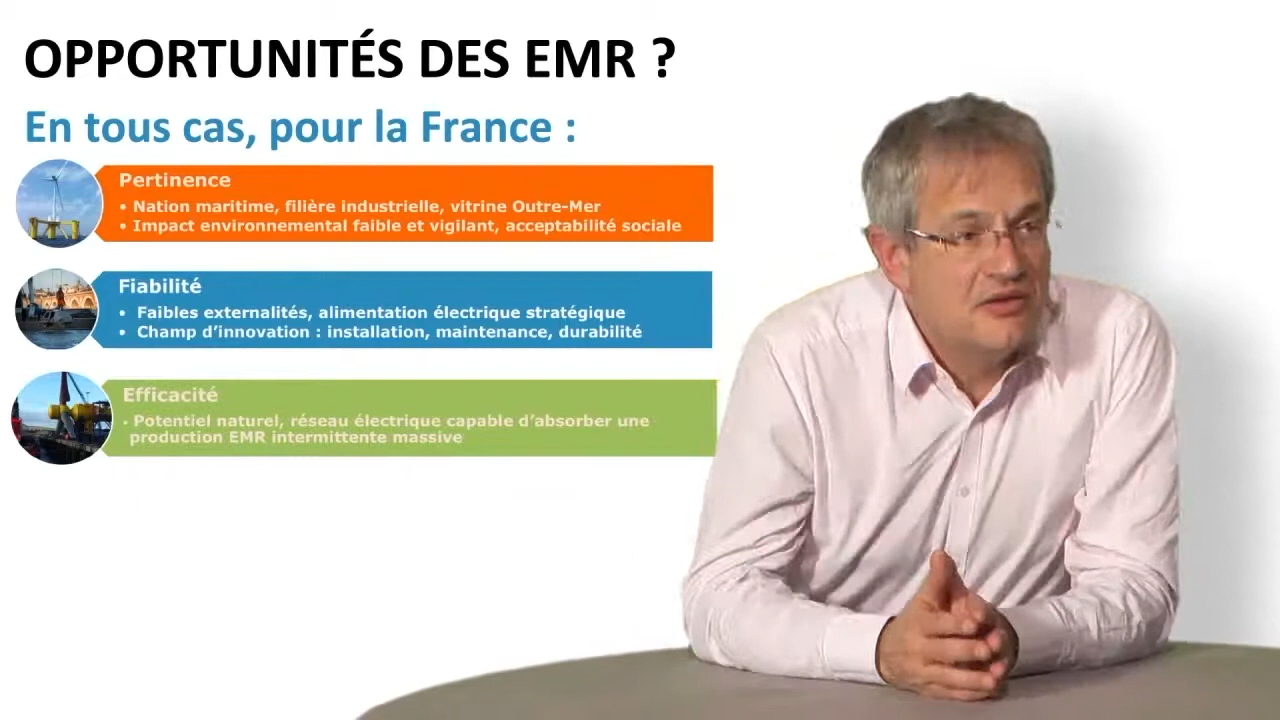 OPPORTUNITÉS DES EMR ?
En tous cas, pour la France :
Pertinence
• Nation maritime, filière industrielle, vitrine Outre-Mer
• Impact environnemental faible et vigilant, acceptabilité sociale
Fiabilité
• Faibles externalités, alimentation électrique stratégique
• Champ d’innovation : installation, maintenance, durabilité
Efficacité
• Potentiel naturel, réseau électrique capable d’absorber une
production EMR intermittente massive